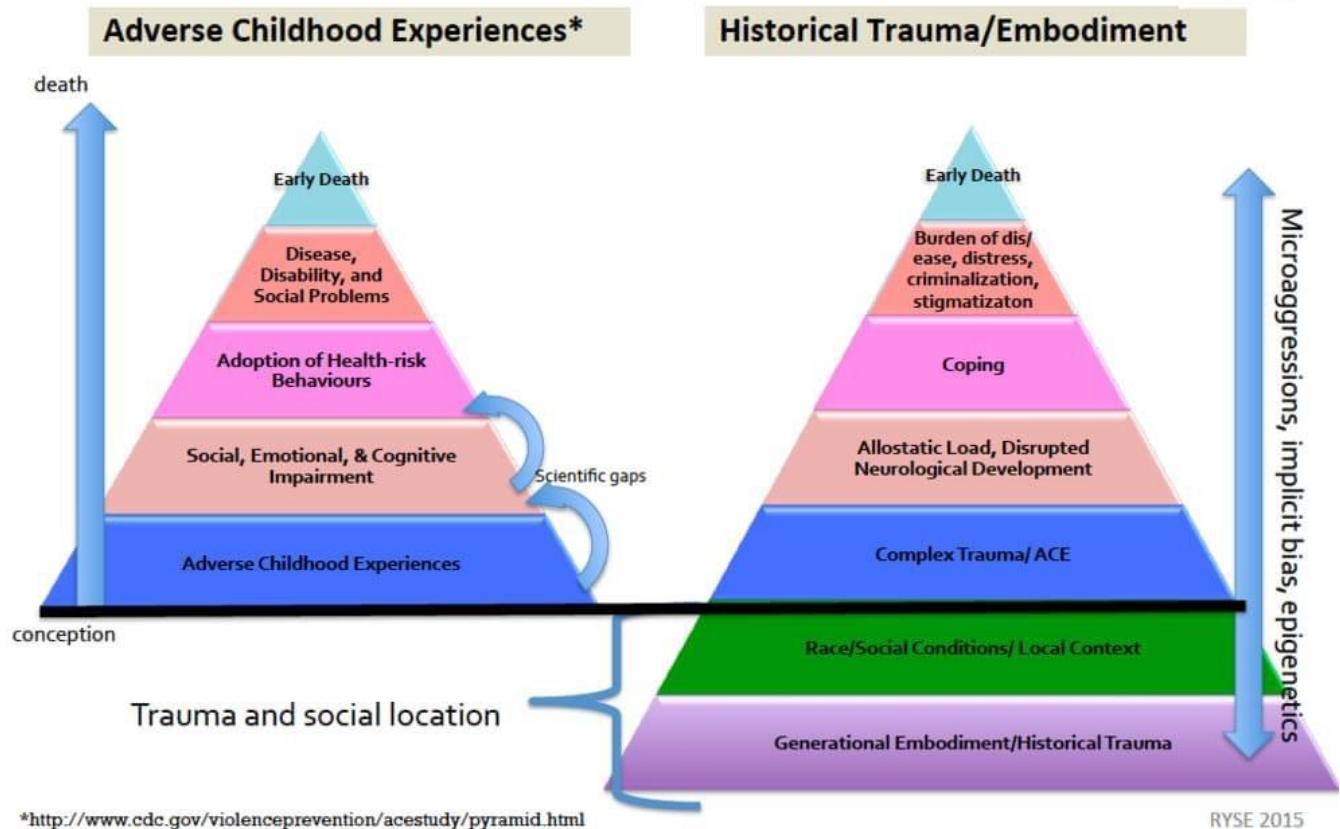 Adverse Childhood Experiences*
Historical Trauma/Embodiment
death
Early Death
Disease,
Disability, and
Social Problems
Adoption of Health-risk
Behaviours
Social, Emotional, & Cognitive
Impairment
Scientific gaps
Adverse Childhood Experiences
conception
Early Death
Burden of dis/
ease, distress,
criminalization,
stigmatizaton
Coping
Allostatic Load, Disrupted
Neurological Development
Complex Trauma/ ACE
Race/Social Conditions/ Local Context
Generational Embodiment/Historical Trauma
Microaggressions, implicit bias, epigenetics
Trauma and social location
*http://www.cdc.gov/violenceprevention/acestudy/pyramid.html
RYSE 2015